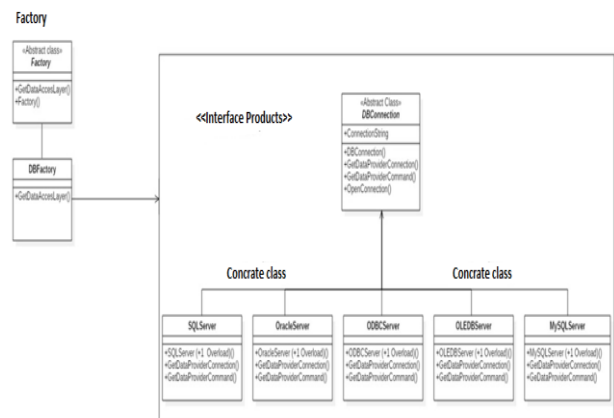 Factory
«Abstract class»
Factory
+GetDataAccesLayer()
+Factory()
DBFactory
+GetDataAccesLayer()
<<Interface Products>>
«Abstract Class»
DBConnection
+ConnectionString
+DBConnection()
+GetDataProviderConnection()
+GetDataProviderCommand()
+OpenConnection()
Concrate class
Concrate class
SQLServer
+SQLServer (+1 Overload)()
+GetDataProviderConnection()
+GetDataProviderCommand()
OracleServer
+OracleServer (+1 Overload)()
+GetDataProviderConnection()
+GetDataProviderCommand()
ODBCServer
+ODBCServer (+1 Overload)()
+GetDataProviderConnection()
+GetDataProviderCommand()
OLEDBServer
+OLEDBServer (+1 Overload)()
+GetDataProviderConnection()
+GetDataProviderCommand()
MySQLServer
+MySQLServer (+1 Overload)()
+GetDataProviderConnection()
+GetDataProviderCommand()